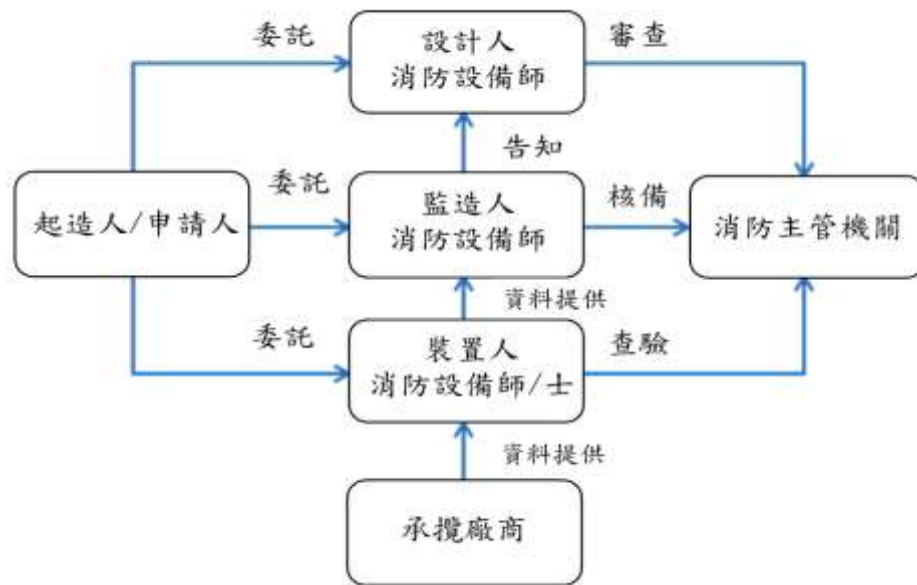 委託
設計人
消防設備師
審查
告知
起造人/申請人
委託
監造人
消防設備師
核備
消防主管機關
資料提供
委託
裝置人
消防設備師/士
查驗
資料提供
承攬廠商